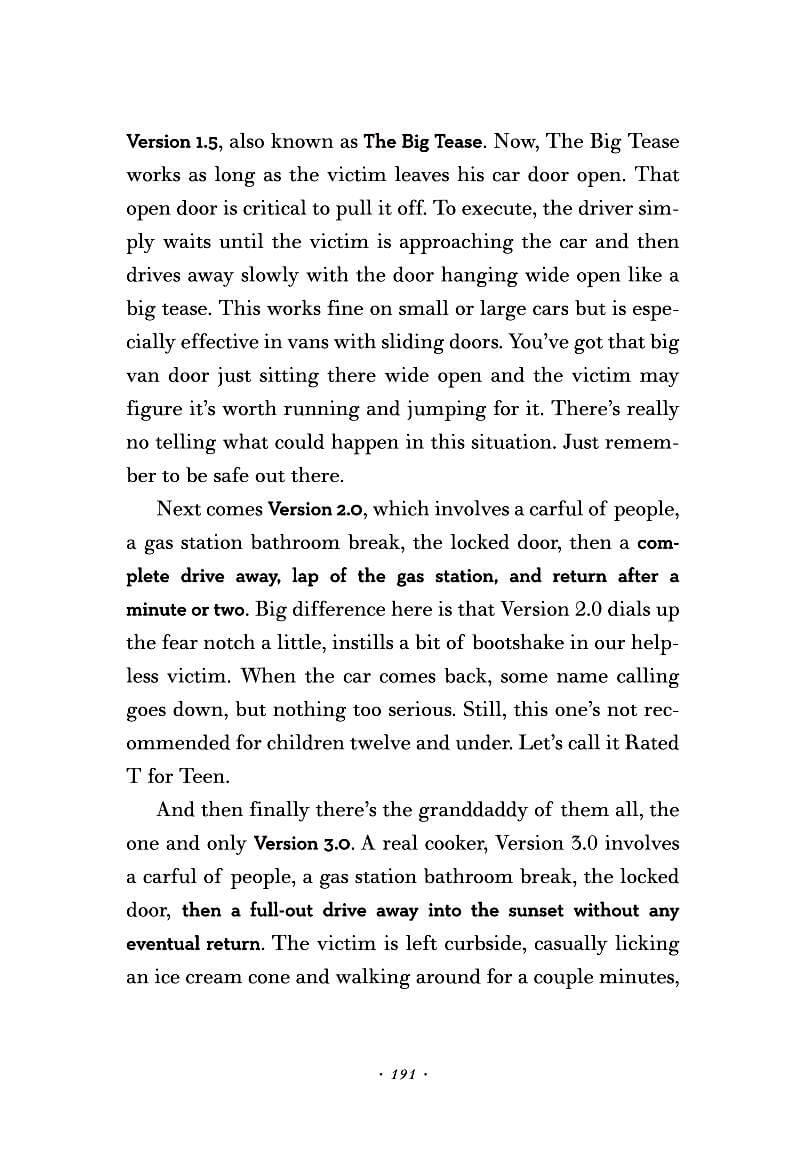 Version 1.5, also known as The Big Tease. Now, The Big Tease
works as long as the victim leaves his car door open. That
open door is critical to pull it off. To execute, the driver sim-
ply waits until the victim is approaching the car and then
drives away slowly with the door hanging wide open like a
big tease. This works fine on small or large cars but is espe-
cially effective in vans with sliding doors. You’ve got that big
van door just sitting there wide open and the victim may
figure it’s worth running and jumping for it. There’s really
no telling what could happen in this situation. Just remem-
ber to be safe out there.
Next comes Version 2.0, which involves a carful of people,
a gas station bathroom break, the locked door, then a com-
plete drive away, lap of the gas station, and return after a
minute or two. Big difference here is that Version 2.0 dials up
the fear notch a little, instills a bit of bootshake in our help-
less victim. When the car comes back, some name calling
goes down, but nothing too serious. Still, this one’s not rec-
ommended for children twelve and under. Let’s call it Rated
T for Teen.
And then finally there’s the granddaddy of them all, the
one and only Version 3.0. A real cooker, Version 3.0 involves
a carful of people, a gas station bathroom break, the locked
door, then a full-out drive away into the sunset without any
eventual return. The victim is left curbside, casually licking
an ice cream cone and walking around for a couple minutes,
· 191 ·